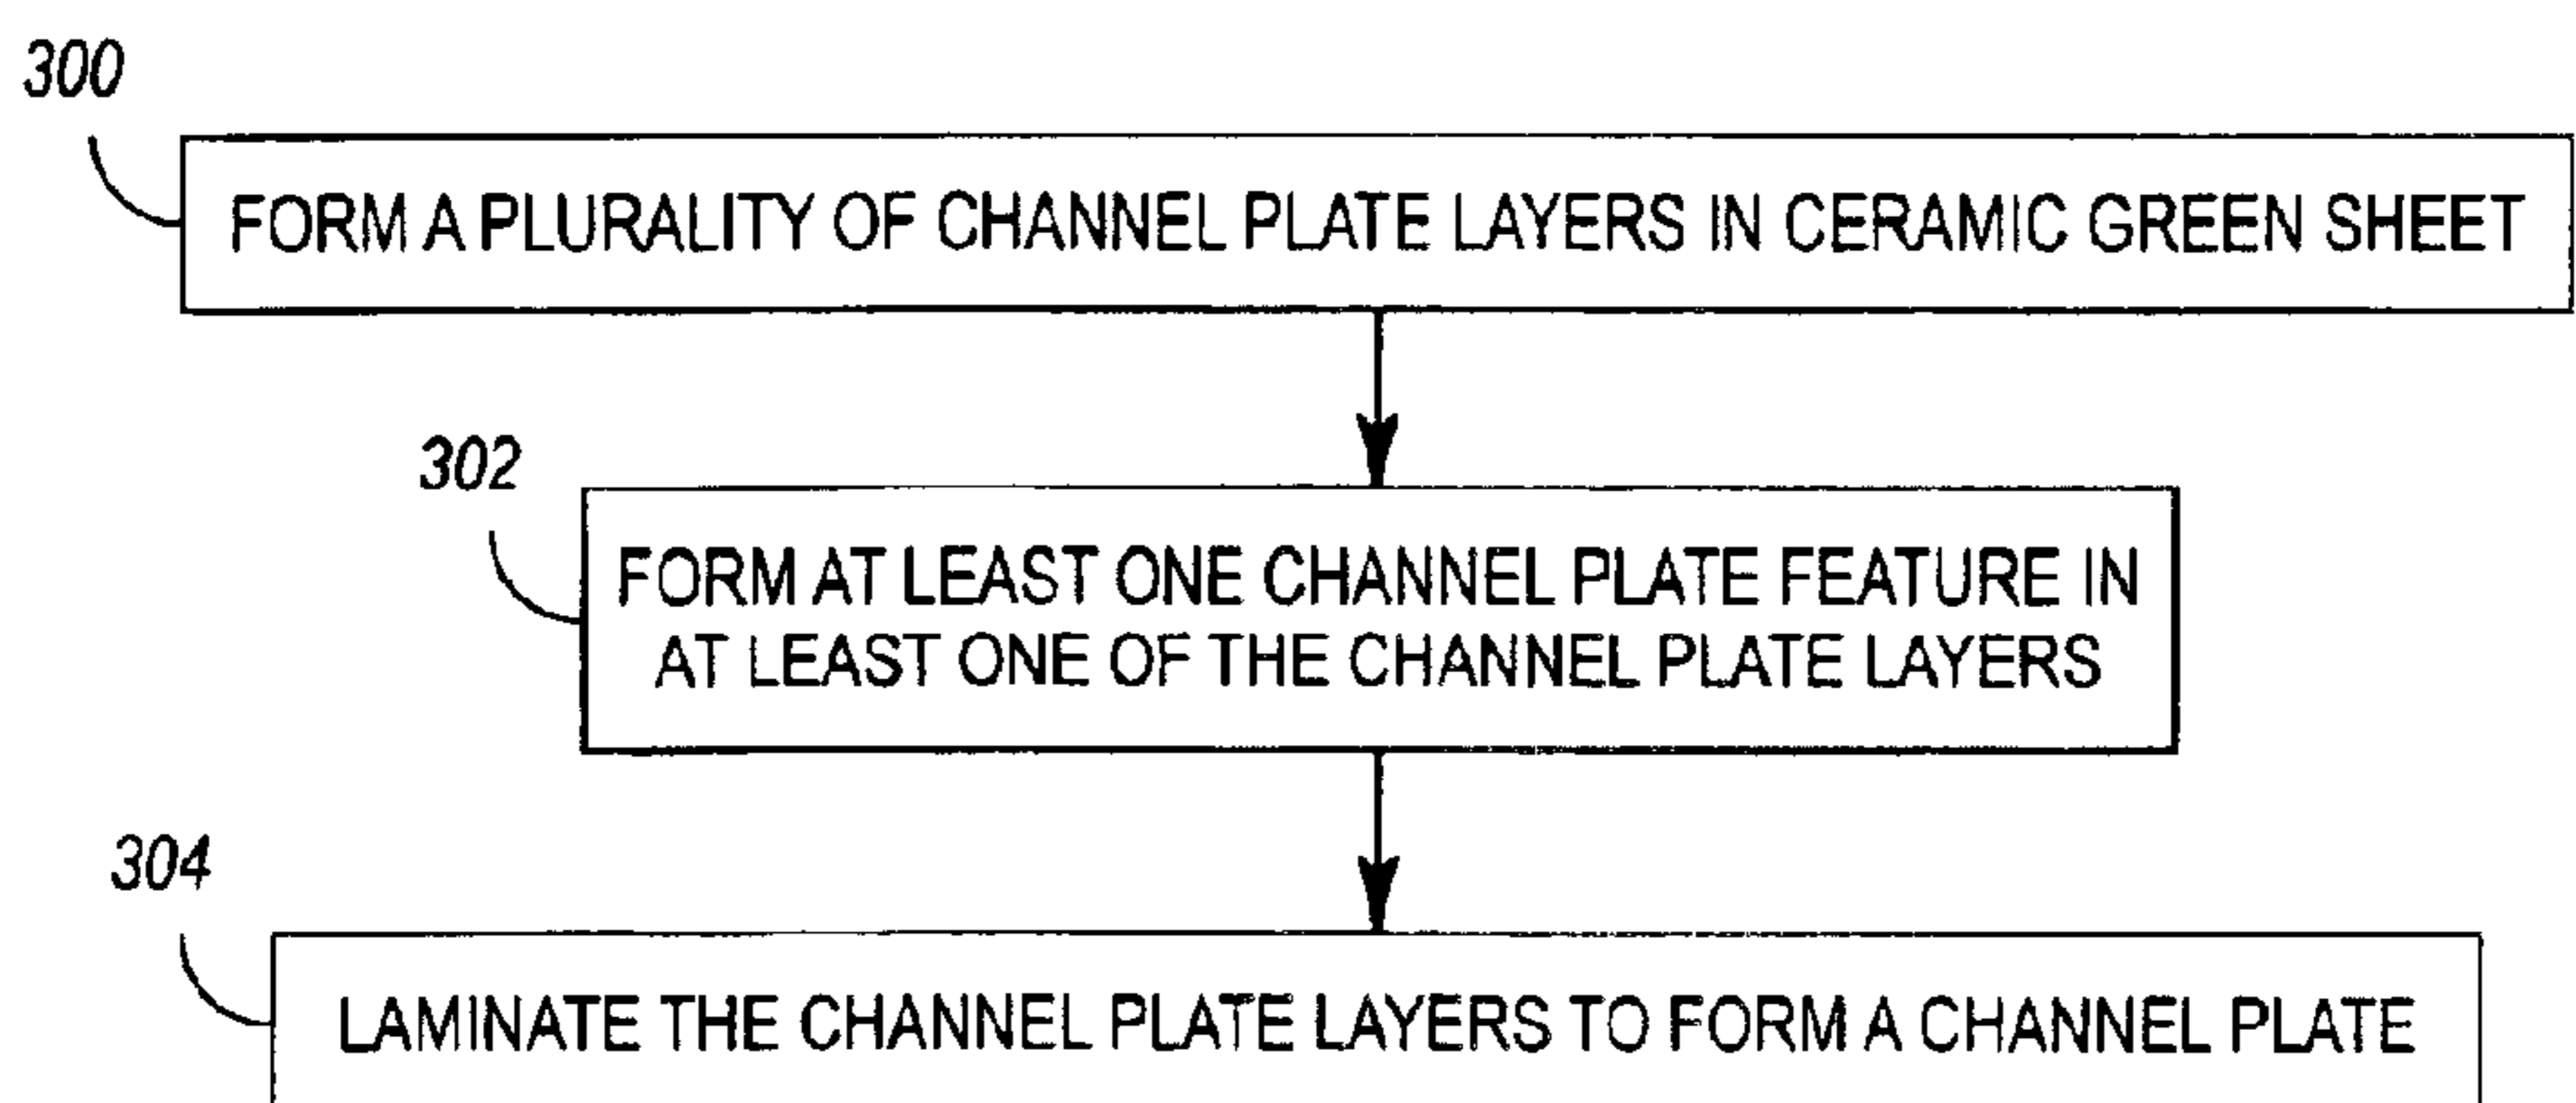 300
FORM A PLURALITY OF CHANNEL PLATE LAYERS IN CERAMIC GREEN SHEET
302
FORM AT LEAST ONE CHANNEL PLATE FEATURE IN
AT LEAST ONE OF THE CHANNEL PLATE LAYERS
304
LAMINATE THE CHANNEL PLATE LAYERS TO FORM A CHANNEL PLATE